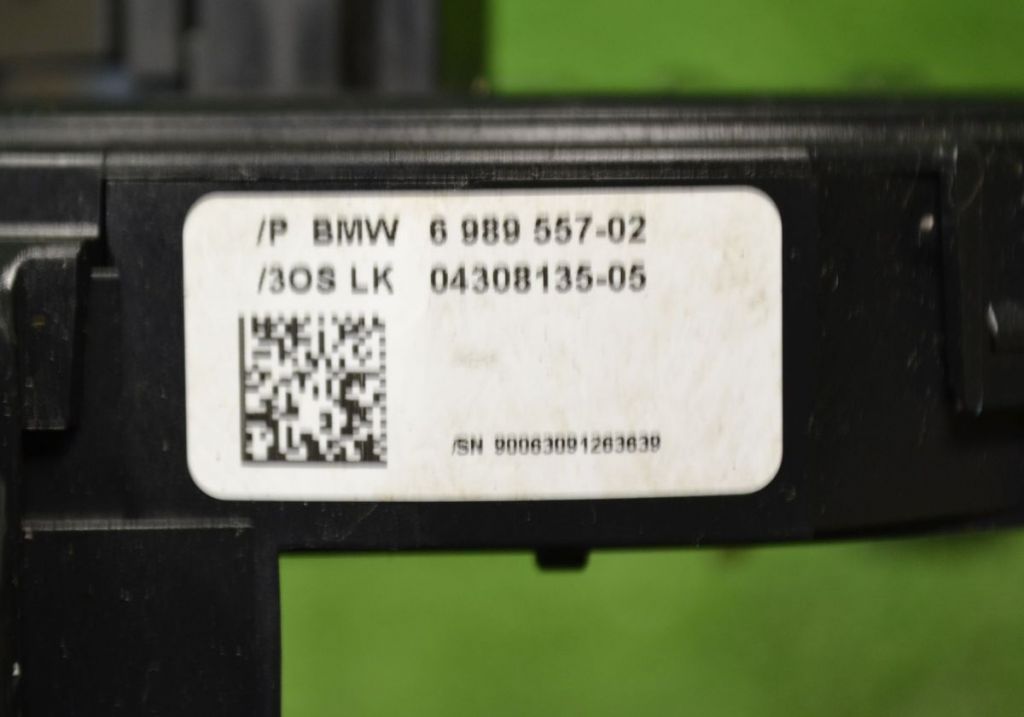 /P BMW 6 989 557-02
/3OS LK 04308135-05
/SN 90063091263639